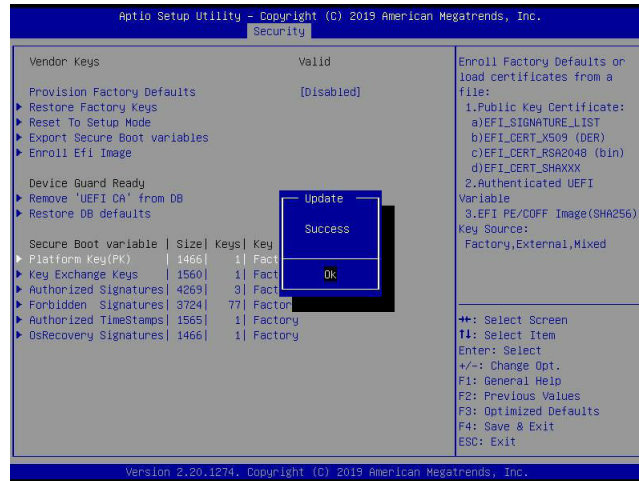 Aptio Setup Utility – Copyright (C) 2019 American Megatrends, Inc.
Security
Vendor Keys Valid
Provision Factory Defaults [Disabled]
Restore Factory Keys
Reset To Setup Mode
Export Secure Boot variables
Enroll Efi Image
Device Guard Ready
Remove 'UEFI CA' from DB
Restore DB defaults
Secure Boot variable | Size| Keys| Key
Platform Key(PK) | 1466| 1| Fact
Key Exchange Keys | 1560| 1| Fact
Authorized Signatures| 4269| 3| Fact
Forbidden Signatures| 3724| 77| Factor
Authorized TimeStamps| 1565| 1| Factory
OsRecovery Signatures| 1466| 1| Factory
Update
Success
Ok
Enroll Factory Defaults or
load certificates from a
file:
1.Public Key Certificate:
a)EFI_SIGNATURE_LIST
b)EFI_CERT_X509 (DER)
c)EFI_CERT_RSA2048 (bin)
d)EFI_CERT_SHAXXX
2.Authenticated UEFI
Variable
3.EFI PE/COFF Image(SHA256)
Key Source:
Factory,External,Mixed
→←: Select Screen
↑↓: Select Item
Enter: Select
+/-: Change Opt.
F1: General Help
F2: Previous Values
F3: Optimized Defaults
F4: Save & Exit
ESC: Exit
Version 2.20.1274. Copyright (C) 2019 American Megatrends, Inc.